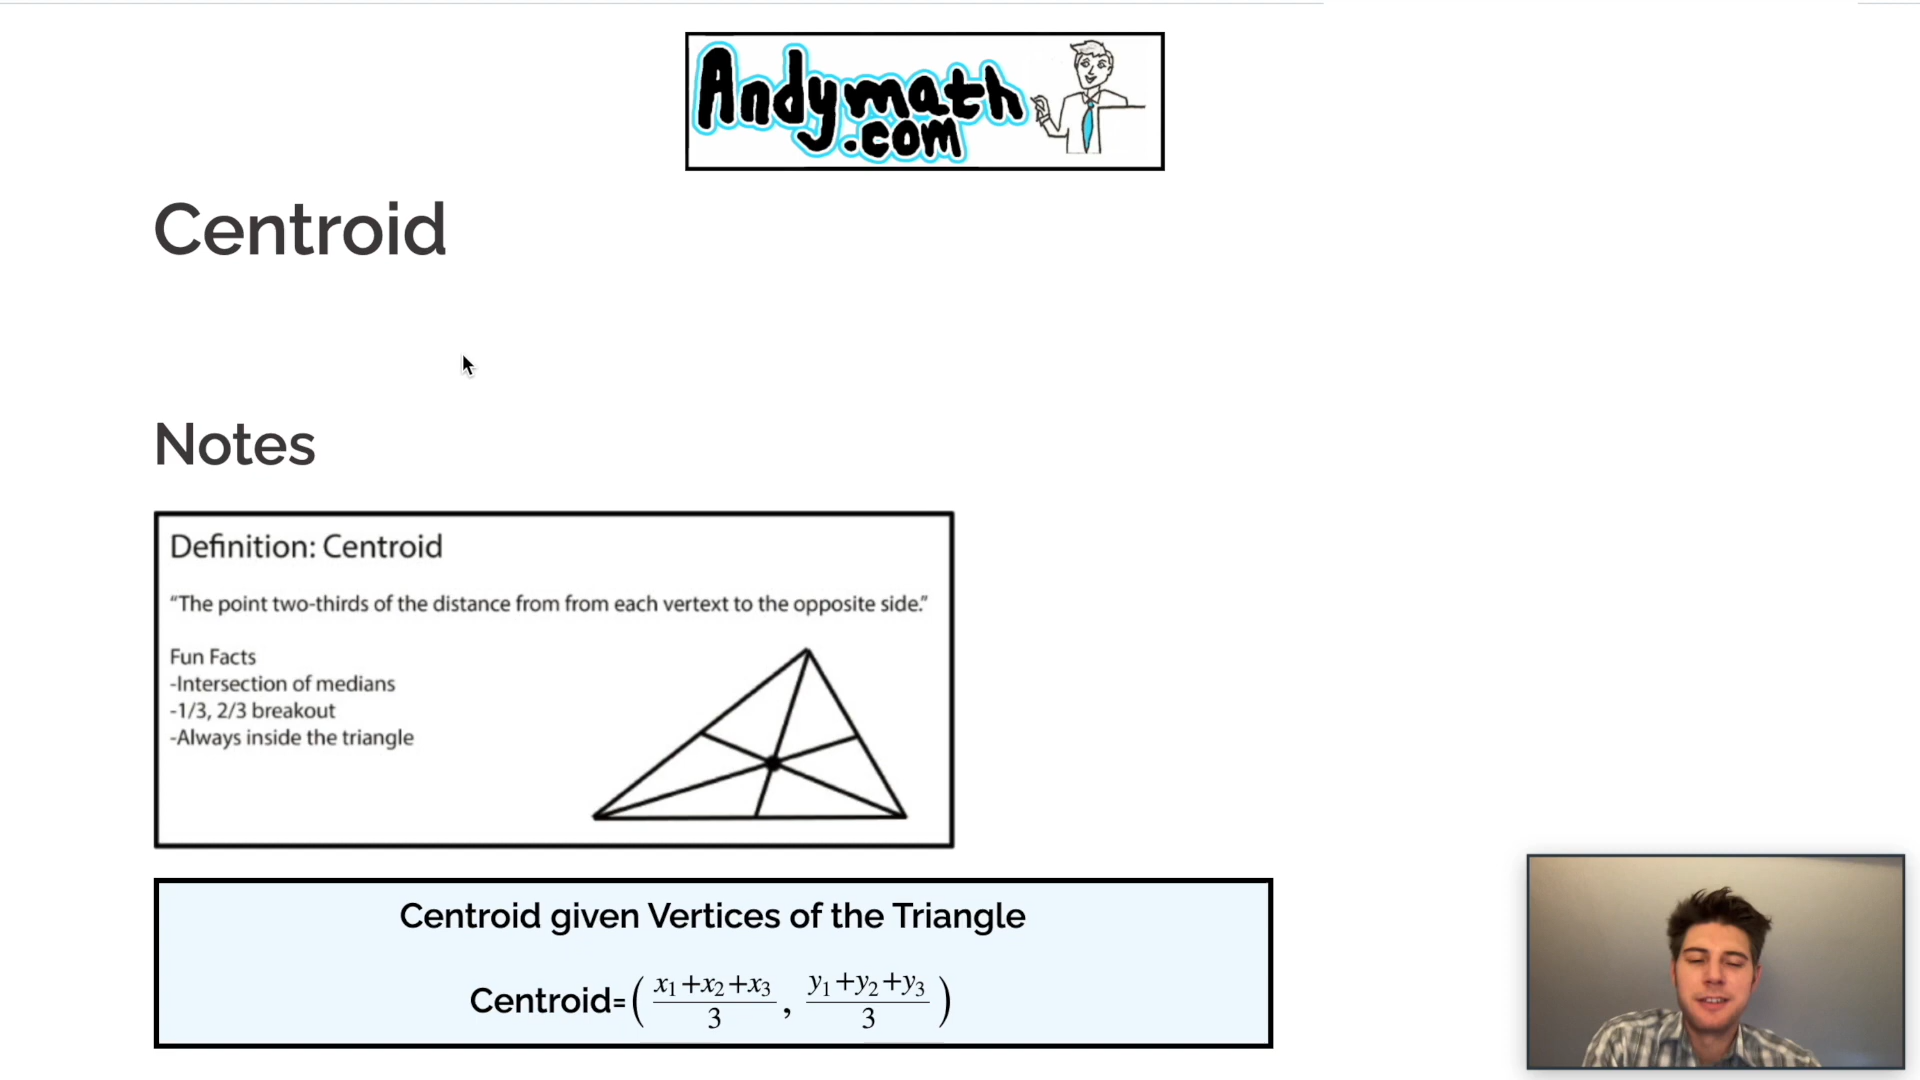 Andymath
.com
Centroid
Notes
Definition: Centroid
“The point two-thirds of the distance from from each vertext to the opposite side.”
Fun Facts
-Intersection of medians
-1/3, 2/3 breakout
-Always inside the triangle
Centroid given Vertices of the Triangle
Centroid=( x₁+x₂+x₃ / 3 , y₁+y₂+y₃ / 3 )